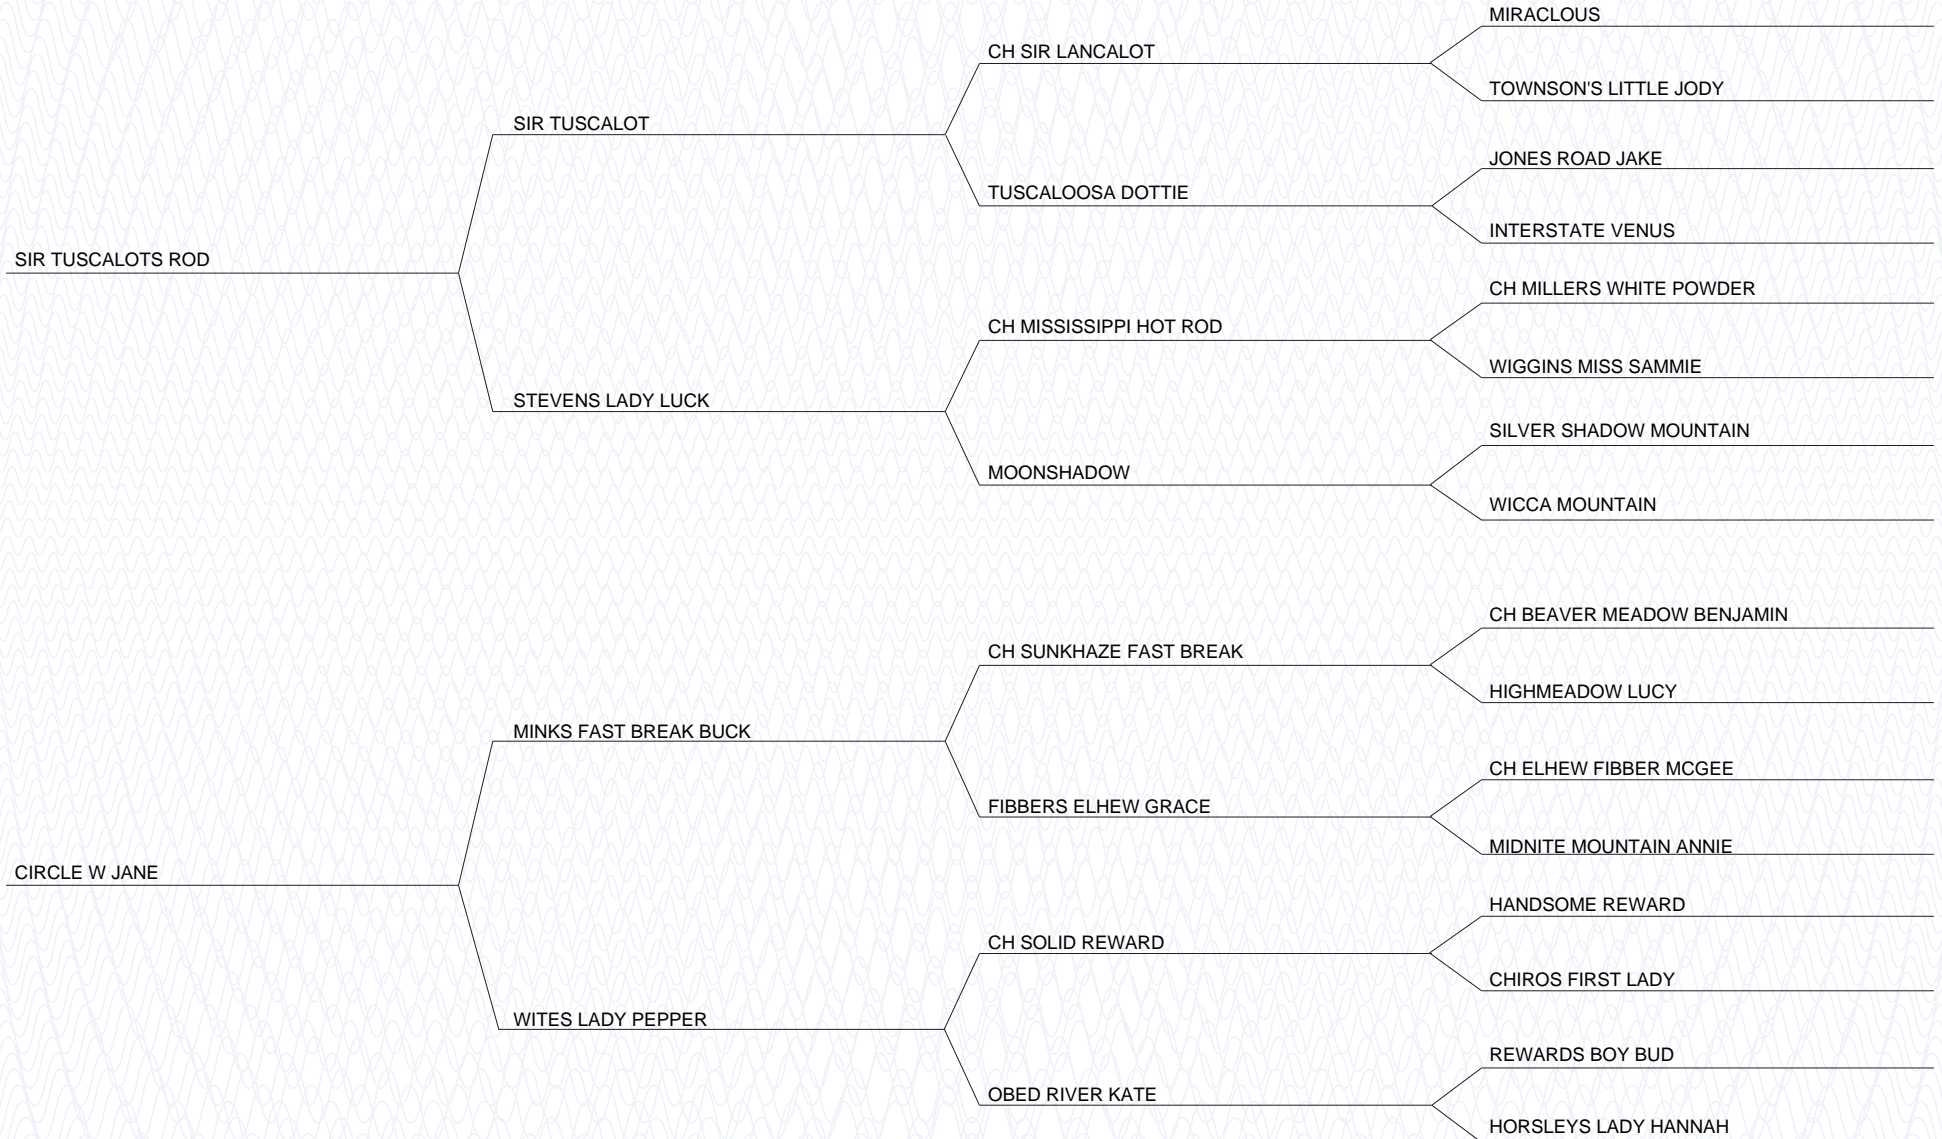 MIRACLOUS
CH SIR LANCALOT
TOWNSON'S LITTLE JODY
SIR TUSCALOT
JONES ROAD JAKE
TUSCALOOSA DOTTIE
INTERSTATE VENUS
SIR TUSCALOTS ROD
CH MILLERS WHITE POWDER
CH MISSISSIPPI HOT ROD
WIGGINS MISS SAMMIE
STEVENS LADY LUCK
SILVER SHADOW MOUNTAIN
MOONSHADOW
WICCA MOUNTAIN
CH BEAVER MEADOW BENJAMIN
CH SUNKHAZE FAST BREAK
HIGHMEADOW LUCY
MINKS FAST BREAK BUCK
CH ELHEW FIBBER MCGEE
FIBBERS ELHEW GRACE
MIDNITE MOUNTAIN ANNIE
CIRCLE W JANE
HANDSOME REWARD
CH SOLID REWARD
CHIROS FIRST LADY
WITES LADY PEPPER
REWARDS BOY BUD
OBED RIVER KATE
HORSLEYS LADY HANNAH